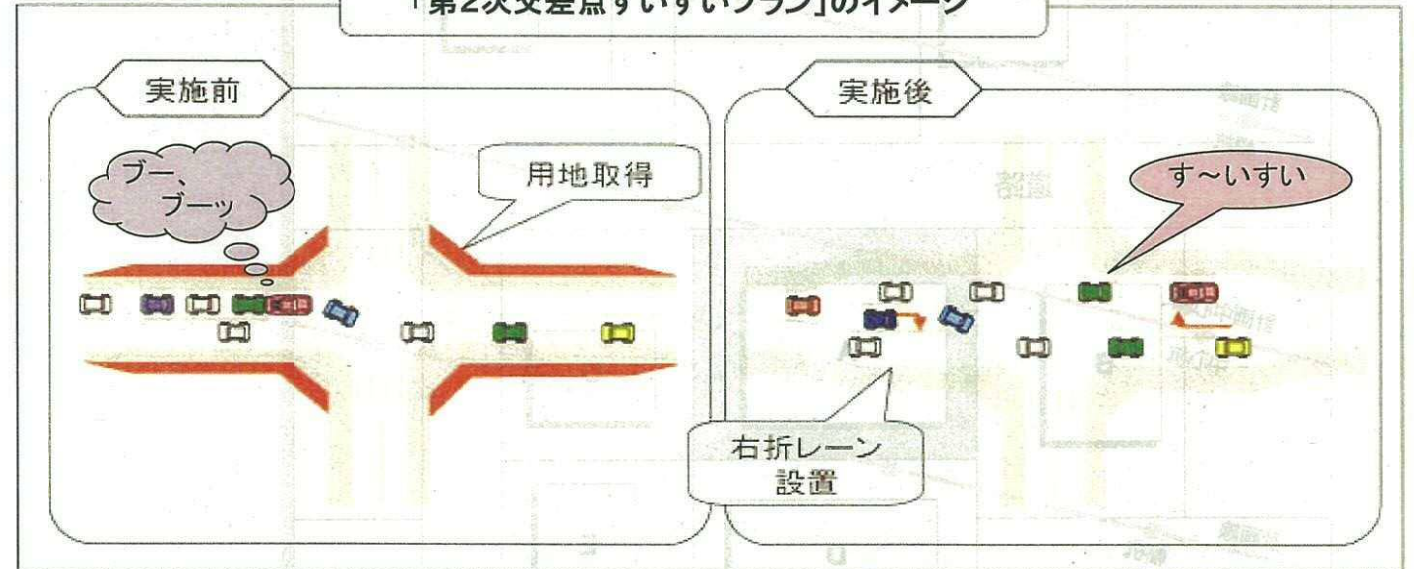 「第2次交差点すいすいプラン」のイメージ
実施前
ブー、
ブーッ
用地取得
実施後
す～いすい
右折レーン
設置